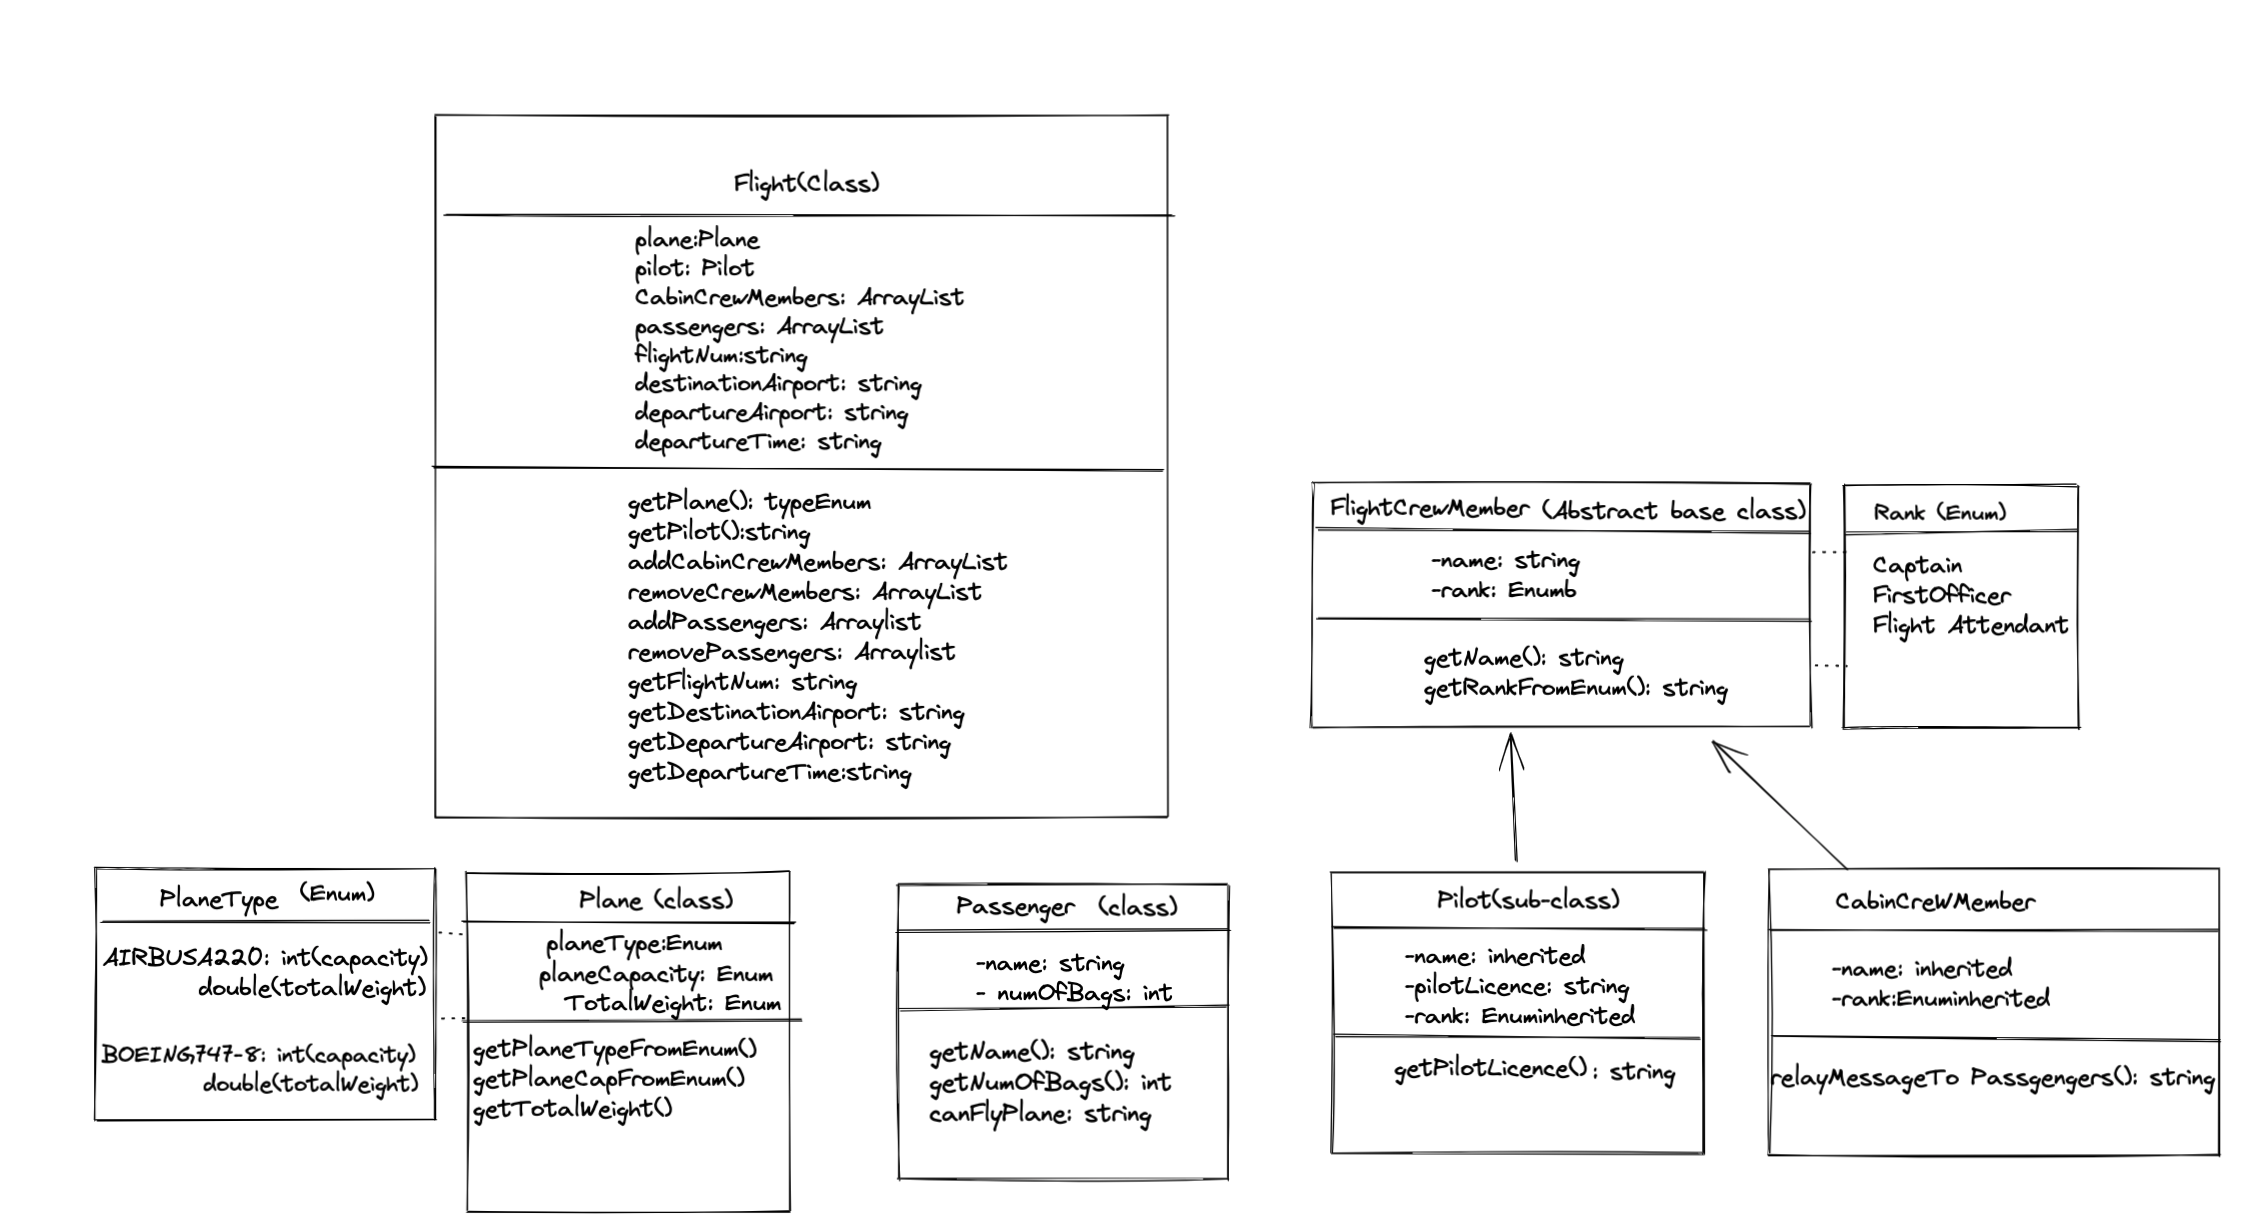 Flight(Class)
plane:Plane
pilot: Pilot
CabinCrewMembers: ArrayList
passengers: ArrayList
flightNum:string
destinationAirport: string
departureAirport: string
departureTime: string
getPlane(): typeEnum
getPilot():string
addCabinCrewMembers: ArrayList
removeCrewMembers: ArrayList
addPassengers: Arraylist
removePassengers: Arraylist
getFlightNum: string
getDestinationAirport: string
getDepartureAirport: string
getDepartureTime:string
FlightCrewMember (Abstract base class)
-name: string
-rank: Enumb
getName(): string
getRankFromEnum(): string
Rank (Enum)
Captain
FirstOfficer
Flight Attendant
PlaneType (Enum)
AIRBUSA220: int(capacity)
double(totalWeight)
BOEING747-8: int(capacity)
double(totalWeight)
Plane (class)
planeType:Enum
planeCapacity: Enum
TotalWeight: Enum
getPlaneTypeFromEnum()
getPlaneCapFromEnum()
getTotalWeight()
Passenger (class)
-name: string
- numOfBags: int
getName(): string
getNumOfBags(): int
canFlyPlane: string
Pilot(sub-class)
-name: inherited
-pilotLicence: string
-rank: Enuminherited
getPilotLicence(): string
CabinCreWMember
-name: inherited
-rank:Enuminherited
relayMessageTo Passgengers(): string